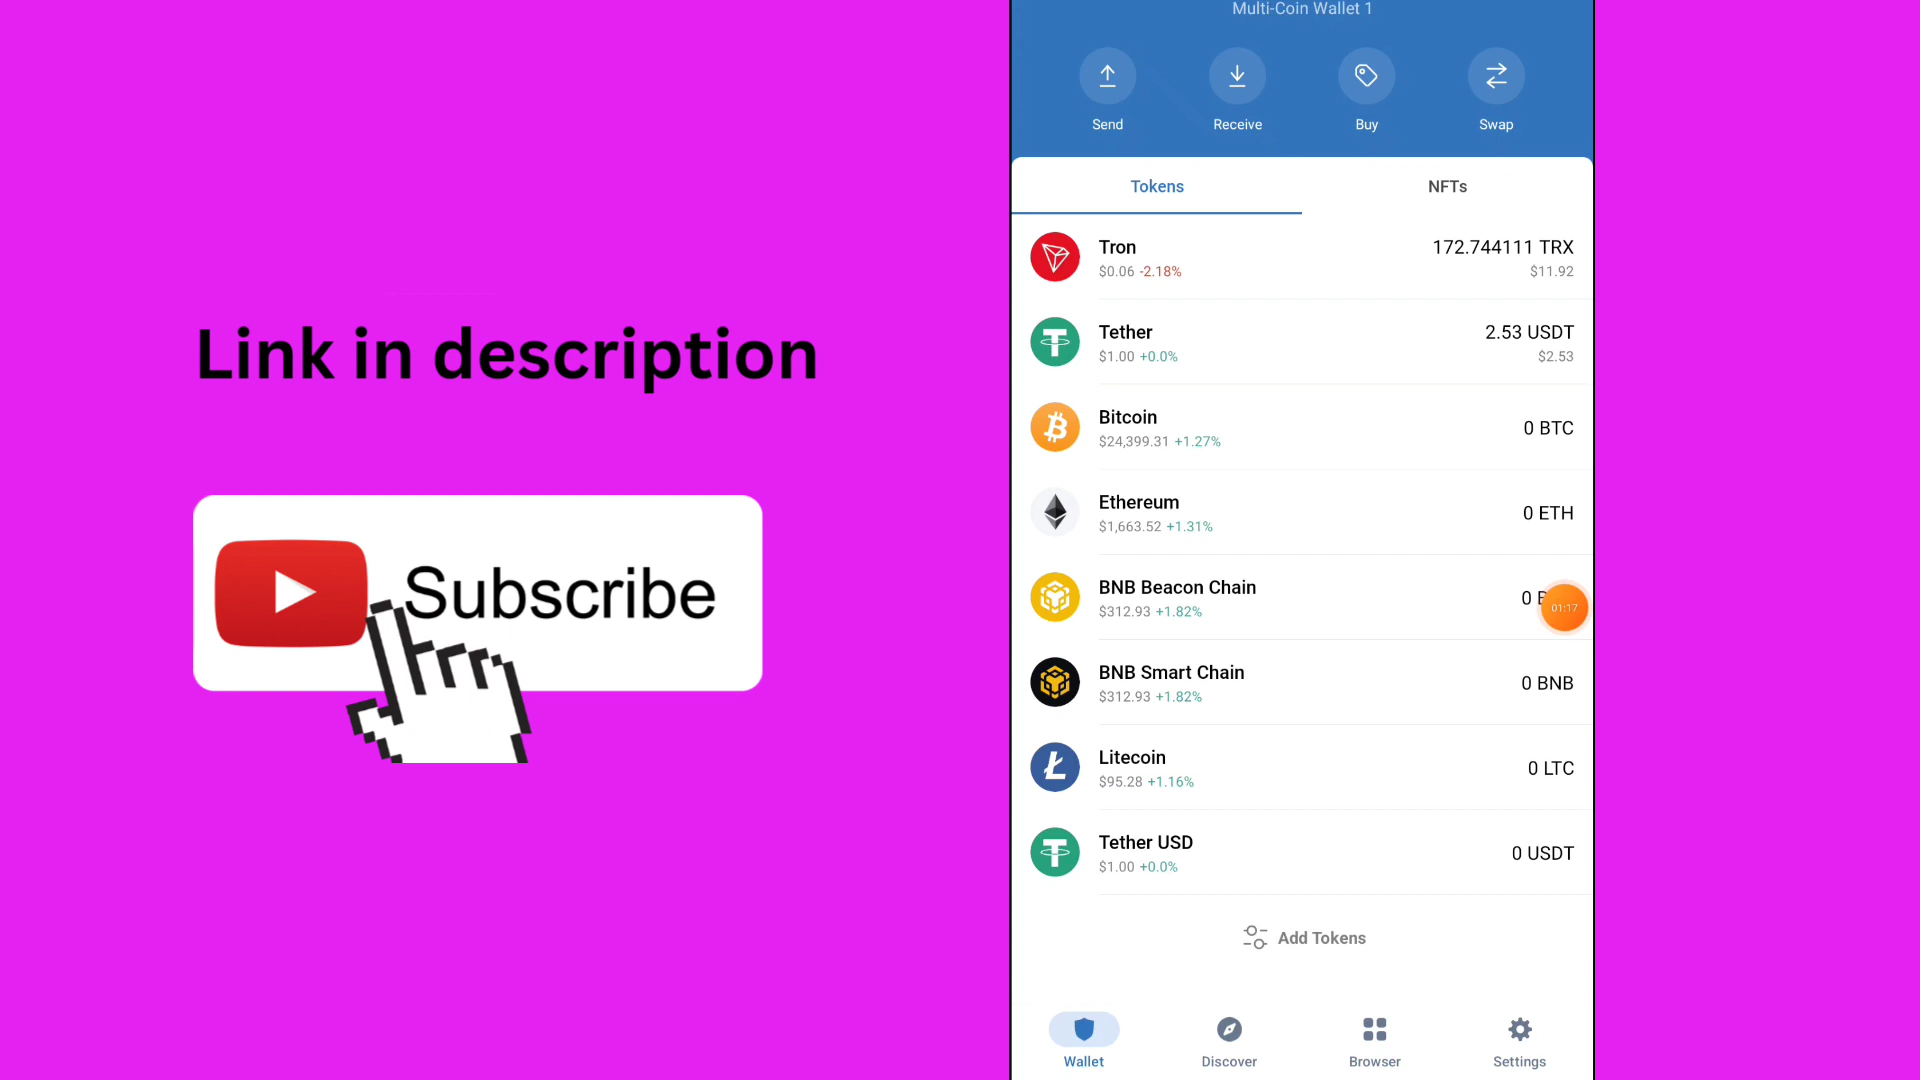 Link in description
Subscribe
Multi-Coin Wallet 1
Send
Receive
Buy
Swap
Tokens
NFTs
Tron
172.744111 TRX
$0.06 -2.18%
$11.92
Tether
2.53 USDT
$1.00 +0.0%
$2.53
Bitcoin
$24,399.31 +1.27%
0 BTC
Ethereum
$1,663.52 +1.31%
0 ETH
BNB Beacon Chain
$312.93 +1.82%
0
01:17
BNB Smart Chain
$312.93 +1.82%
0 BNB
Litecoin
$95.28 +1.16%
0 LTC
Tether USD
$1.00 +0.0%
0 USDT
Add Tokens
Wallet
Discover
Browser
Settings